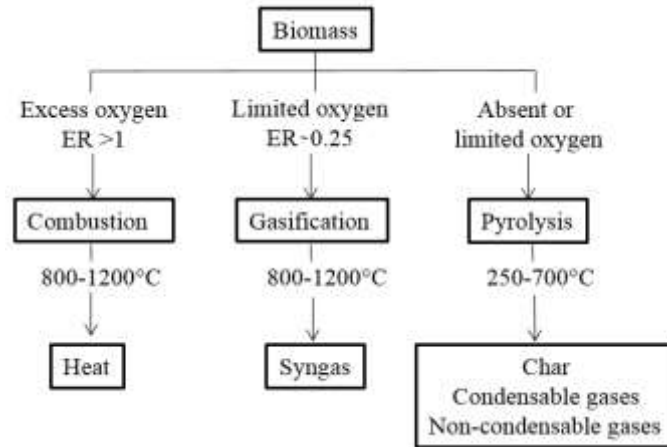 Biomass
Excess oxygen
ER >1
Limited oxygen
ER~0.25
Absent or
limited oxygen
Combustion
Gasification
Pyrolysis
800-1200°C
800-1200°C
250-700°C
Heat
Syngas
Char
Condensable gases
Non-condensable gases